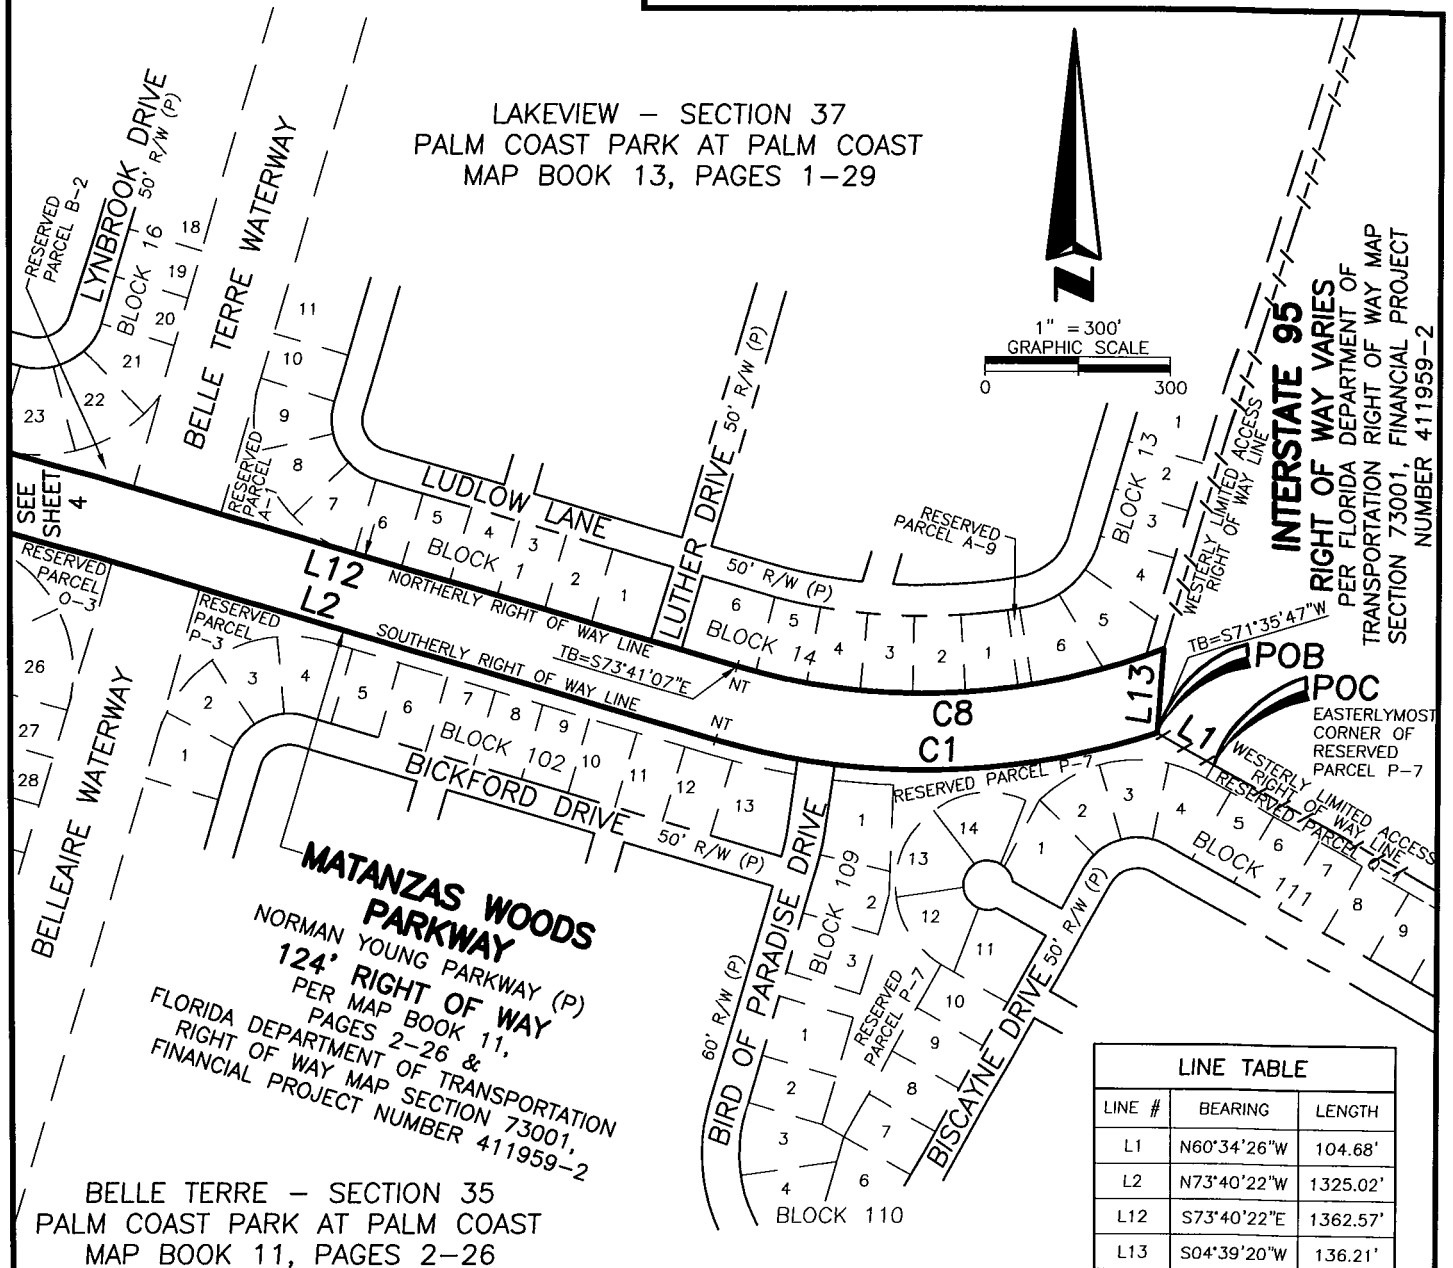 LAKEVIEW – SECTION 37
PALM COAST PARK AT PALM COAST
MAP BOOK 13, PAGES 1–29
1" = 300'
GRAPHIC SCALE
0
300
N
INTERSTATE 95
RIGHT OF WAY VARIES
PER FLORIDA DEPARTMENT OF
TRANSPORTATION RIGHT OF WAY MAP
SECTION 73001, FINANCIAL PROJECT
NUMBER 411959–2
WESTERLY LIMITED ACCESS
RIGHT OF WAY LINE
RESERVED
PARCEL B–2
LYNBROOK DRIVE
50' R/W (P)
BLOCK 16
18
19
20
21
22
23
BELLE TERRE WATERWAY
11
10
9
8
7
6
5
4
3
2
1
BLOCK 1
RESERVED
PARCEL
A–1
LUDLOW LANE
50' R/W (P)
LUTHER DRIVE 50' R/W (P)
BLOCK 14
6
5
4
3
2
1
RESERVED
PARCEL A–9
BLOCK 13
1
2
3
4
5
6
SEE
SHEET
4
L12
L2
NORTHERLY RIGHT OF WAY LINE
SOUTHERLY RIGHT OF WAY LINE
TB=S73°41'07"E
NT
NT
C8
C1
L13
TB=S71°35'47"W
POB
POC
EASTERLYMOST
CORNER OF
RESERVED
PARCEL P–7
L1
WESTERLY LIMITED ACCESS
RIGHT OF WAY LINE
RESERVED PARCEL
RESERVED
PARCEL
O–3
26
27
28
BELLEAIRE WATERWAY
RESERVED
PARCEL
P–3
1
2
3
4
5
6
7
8
9
10
11
12
13
BLOCK 102
BICKFORD DRIVE
50' R/W (P)
RESERVED PARCEL P–7
BIRD OF PARADISE DRIVE
60' R/W (P)
BLOCK 109
1
2
3
14
13
12
11
10
9
8
7
6
RESERVED
PARCEL P–7
1
2
3
4
BLOCK 110
BISCAYNE DRIVE 50' R/W (P)
1
2
3
4
5
6
7
8
9
BLOCK 111
MATANZAS WOODS
PARKWAY
NORMAN YOUNG PARKWAY (P)
124' RIGHT OF WAY
PER MAP BOOK 11,
PAGES 2–26 &
FLORIDA DEPARTMENT OF TRANSPORTATION
RIGHT OF WAY MAP SECTION 73001,
FINANCIAL PROJECT NUMBER 411959–2
BELLE TERRE – SECTION 35
PALM COAST PARK AT PALM COAST
MAP BOOK 11, PAGES 2–26
LINE TABLE
LINE # BEARING LENGTH
L1 N60°34'26"W 104.68'
L2 N73°40'22"W 1325.02'
L12 S73°40'22"E 1362.57'
L13 S04°39'20"W 136.21'